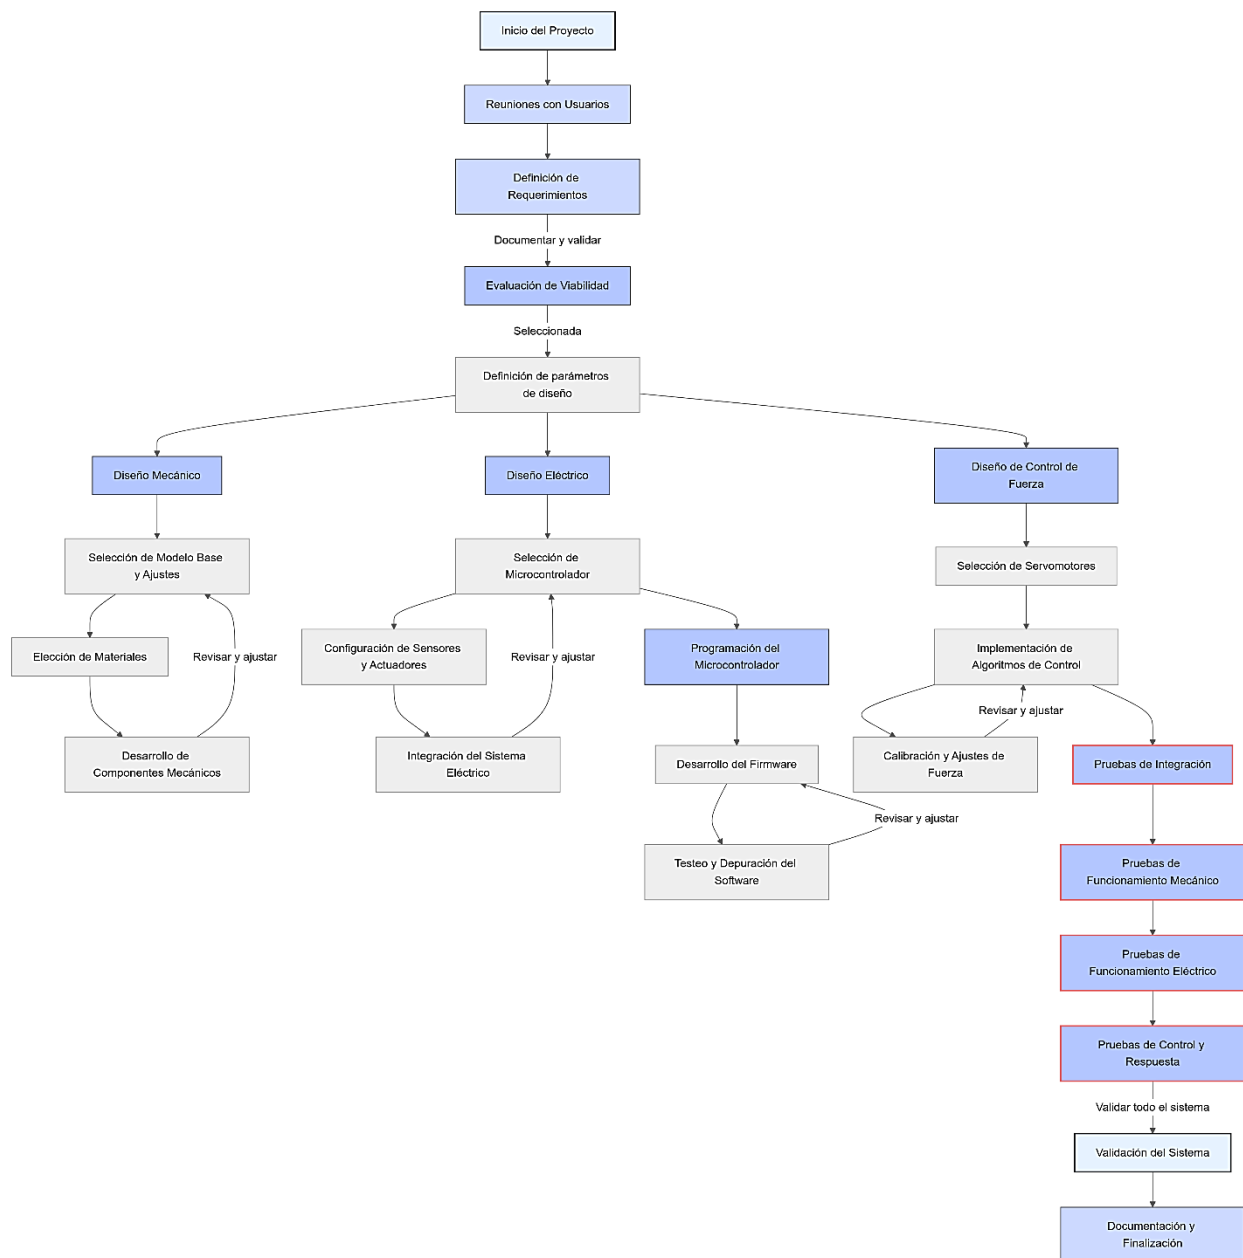 Inicio del Proyecto
Reuniones con Usuarios
Definición de
Requerimientos
Documentar y validar
Evaluación de Viabilidad
Seleccionada
Definición de parámetros
de diseño
Diseño Mecánico
Diseño Eléctrico
Diseño de Control de
Fuerza
Selección de Modelo Base
y Ajustes
Selección de
Microcontrolador
Selección de Servomotores
Elección de Materiales
Revisar y ajustar
Configuración de Sensores
y Actuadores
Revisar y ajustar
Programación del
Microcontrolador
Implementación de
Algoritmos de Control
Revisar y ajustar
Desarrollo de
Componentes Mecánicos
Integración del Sistema
Eléctrico
Desarrollo del Firmware
Calibración y Ajustes de
Fuerza
Pruebas de Integración
Revisar y ajustar
Testeo y Depuración del
Software
Pruebas de
Funcionamiento Mecánico
Pruebas de
Funcionamiento Eléctrico
Pruebas de Control y
Respuesta
Validar todo el sistema
Validación del Sistema
Documentación y
Finalización